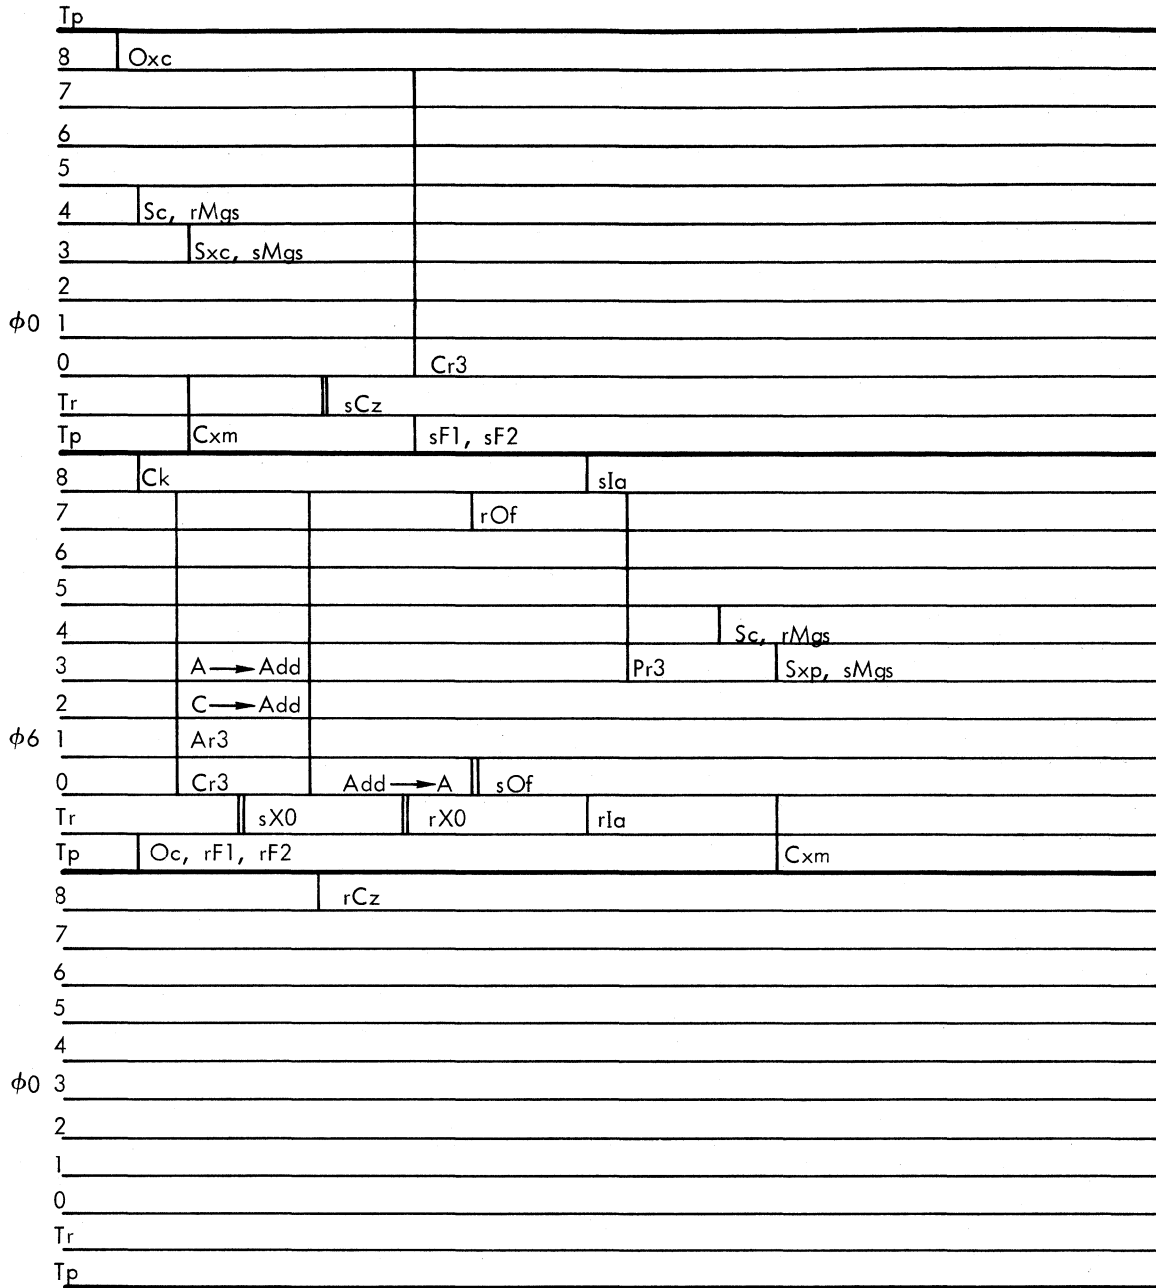 Tp
8 Oxc
7
6
5
4 Sc, rMgs
3 Sxc, sMgs
2
ϕ0 1
0 Cr3
Tr sCz
Tp Cxm sF1, sF2
8 Ck sIa
7 rOf
6
5
4 Sc, rMgs
3 A→Add Pr3 Sxp, sMgs
2 C→Add
ϕ6 1 Ar3
0 Cr3 Add→A sOf
Tr sX0 rX0 rIa
Tp Oc, rF1, rF2 Cxm
8 rCz
7
6
5
4
ϕ0 3
2
1
0
Tr
Tp